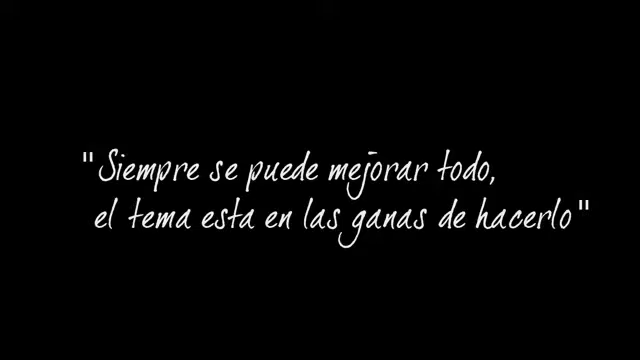 "Siempre se puede mejorar todo,
el tema esta en las ganas de hacerlo"